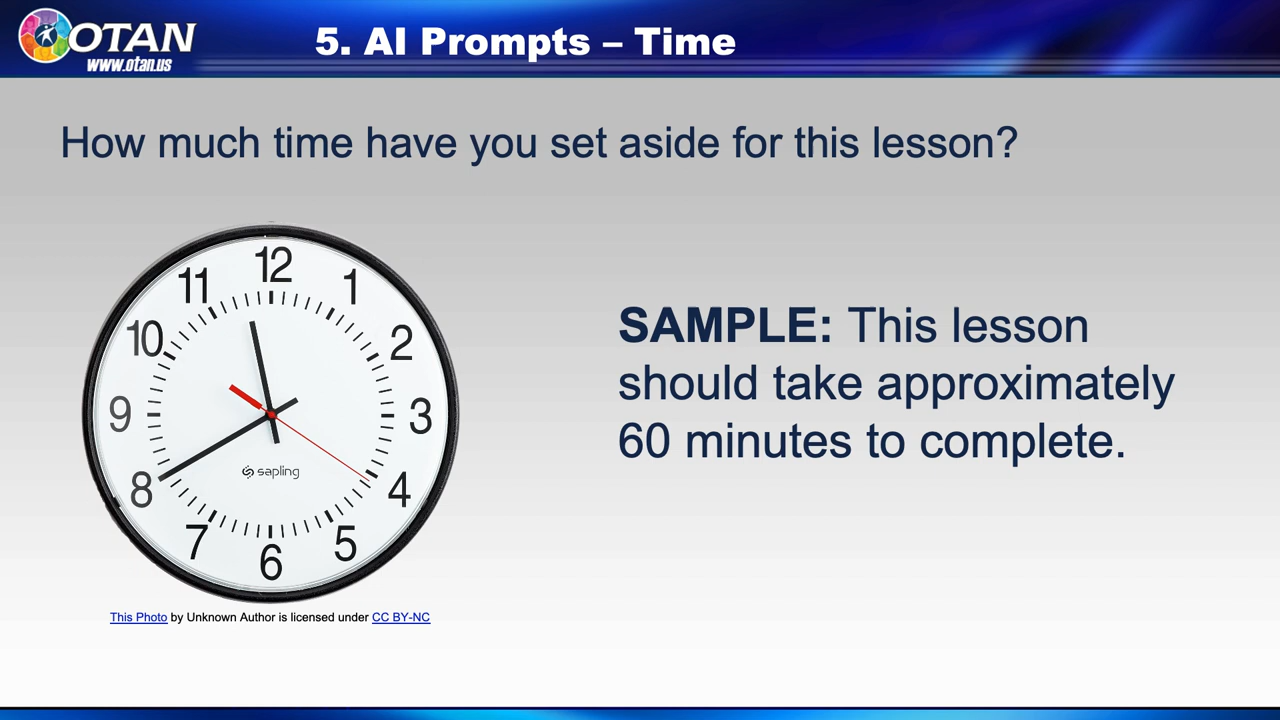 OTAN
www.otan.us
5. AI Prompts – Time
How much time have you set aside for this lesson?
12
11
1
10
2
9
3
8
4
7
5
6
sapling
SAMPLE: This lesson
should take approximately
60 minutes to complete.
This Photo by Unknown Author is licensed under CC BY-NC